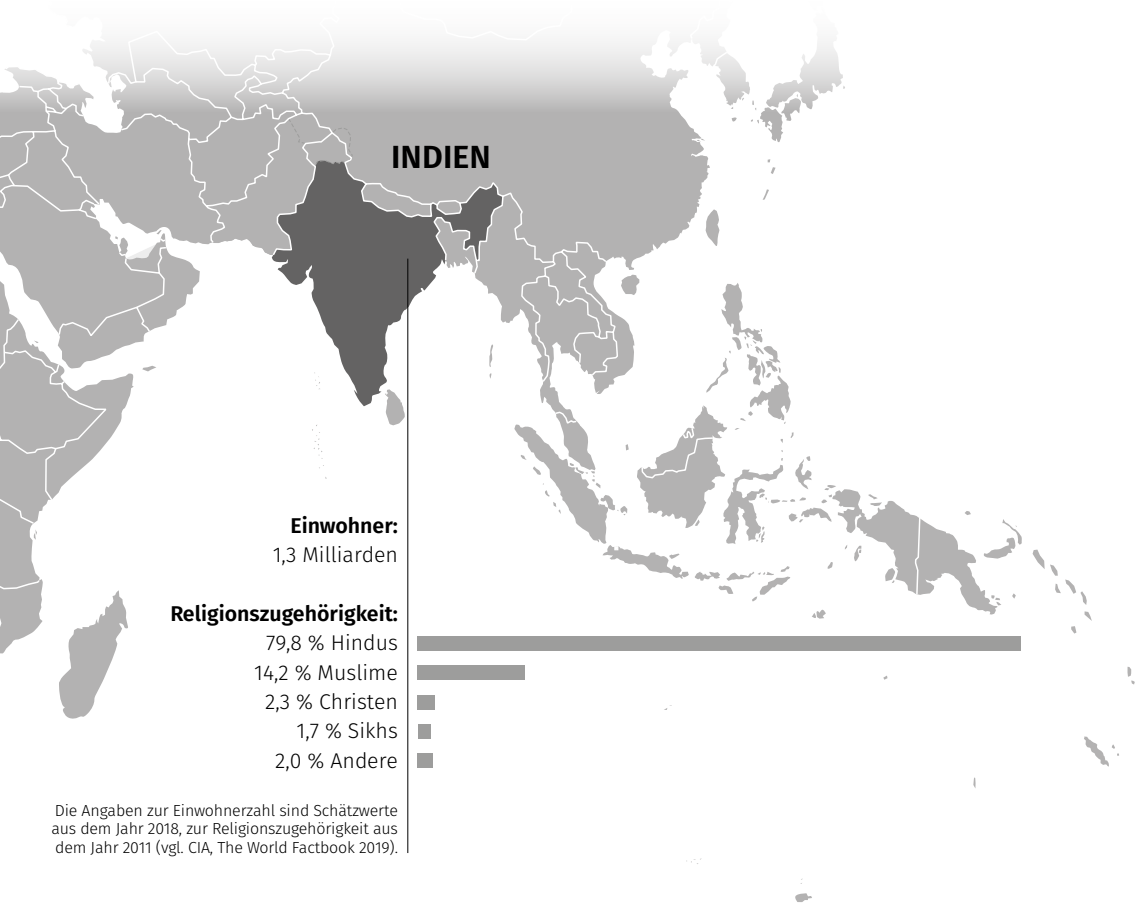 INDIEN
Einwohner:
1,3 Milliarden
Religionszugehörigkeit:
79,8 % Hindus
14,2 % Muslime
2,3 % Christen
1,7 % Sikhs
2,0 % Andere
Die Angaben zur Einwohnerzahl sind Schätzwerte
aus dem Jahr 2018, zur Religionszugehörigkeit aus
dem Jahr 2011 (vgl. CIA, The World Factbook 2019).